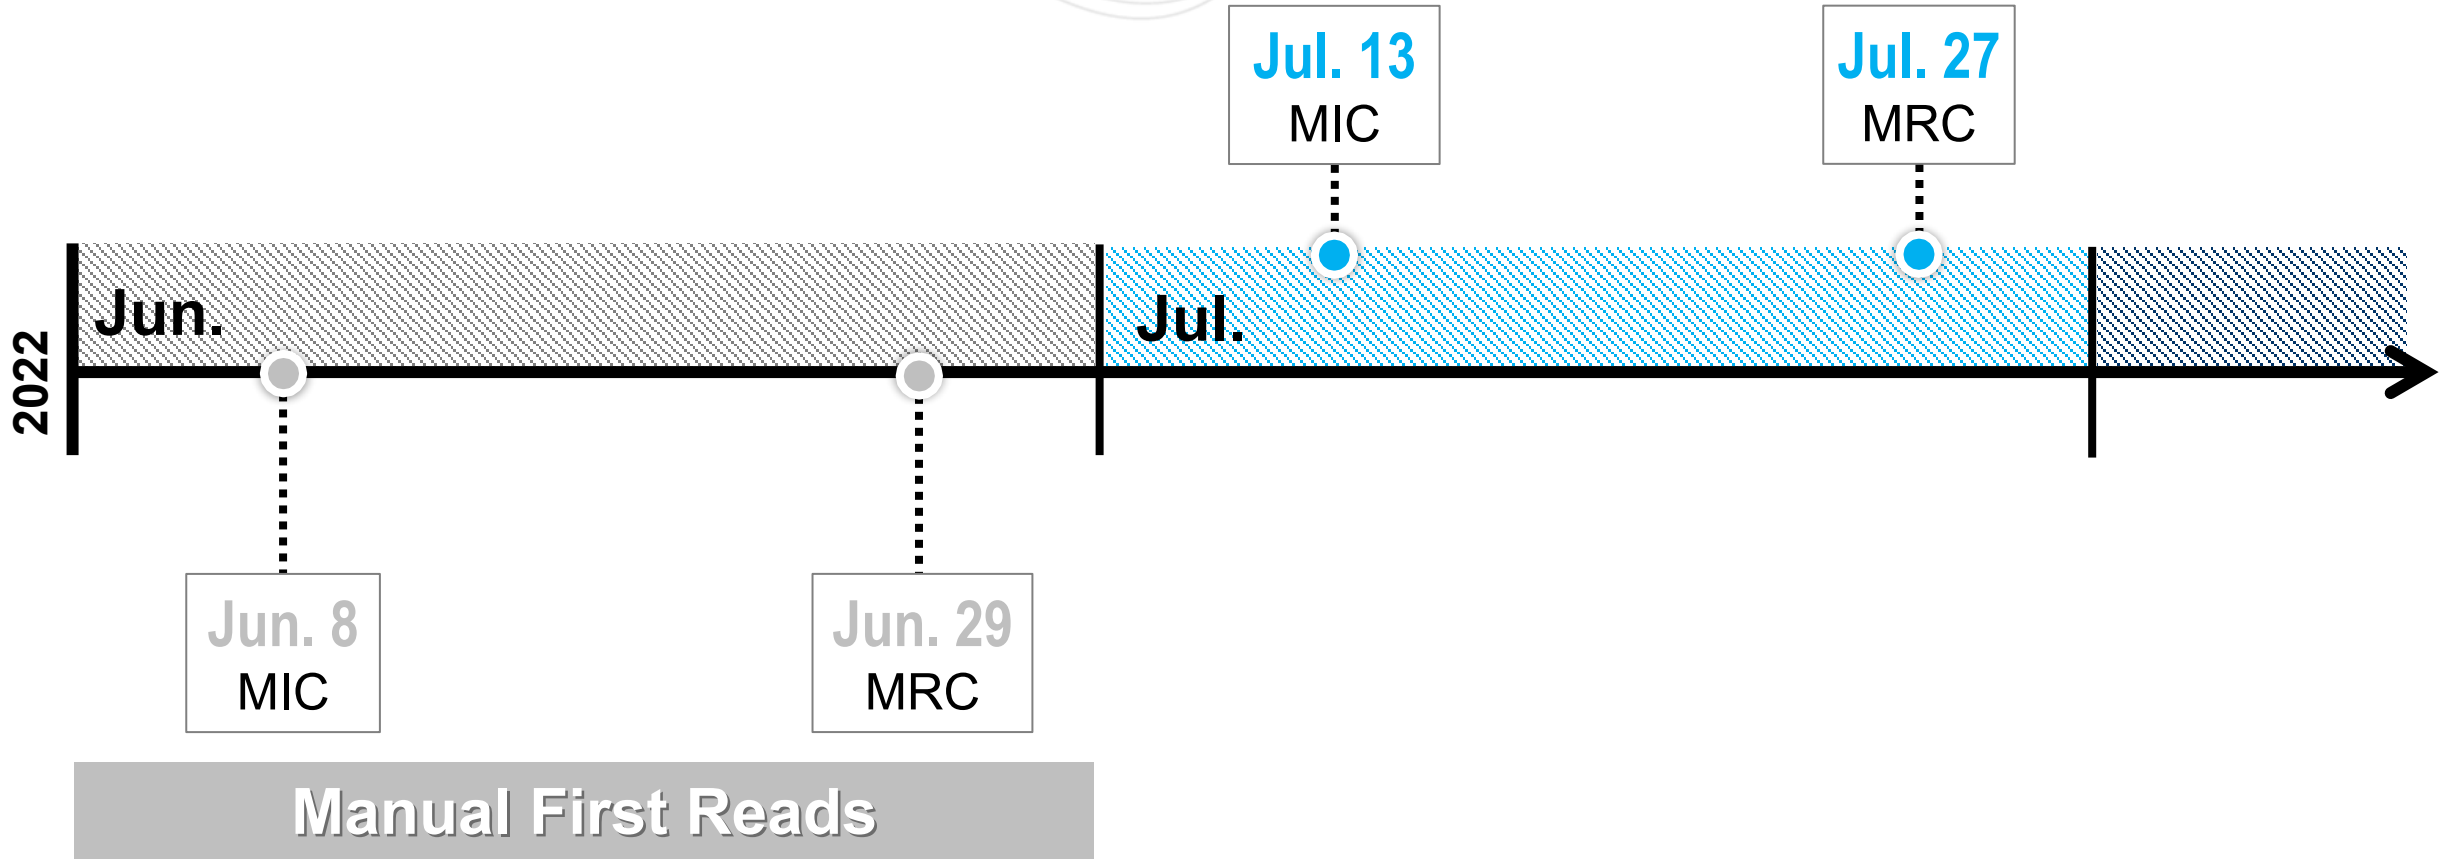 Jul. 13
MIC
Jul. 27
MRC
2022
Jun.
Jul.
Jun. 8
MIC
Jun. 29
MRC
Manual First Reads